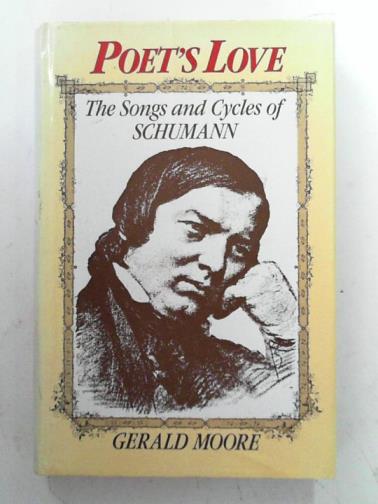 POET'S LOVE
The Songs and Cycles of
SCHUMANN
GERALD MOORE